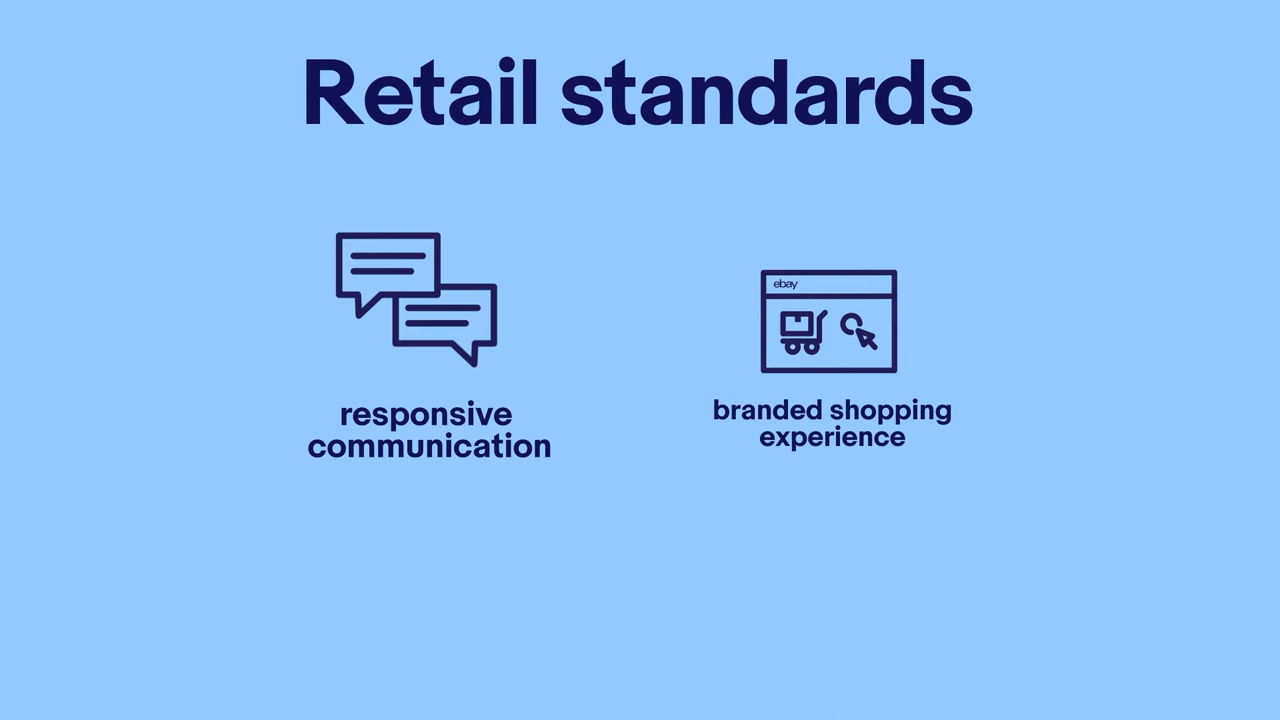 Retail standards
responsive
communication
ebay
branded shopping
experience